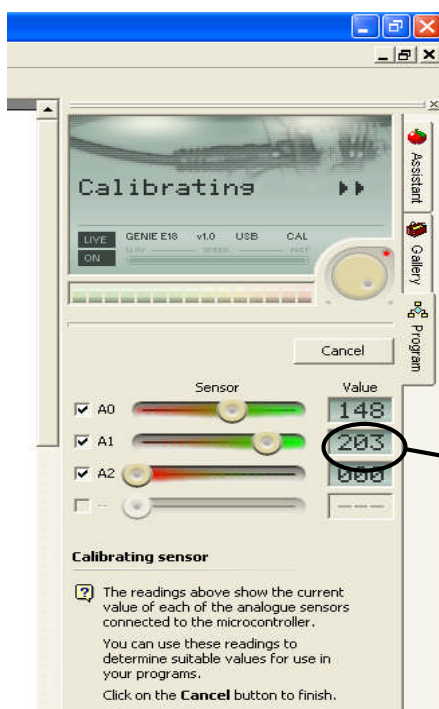 Calibrating
LIVE GENIE E18 v1.0 USB CAL
ON SLOW SPEED FAST
Assistant
Gallery
Program
Cancel
Sensor Value
A0 148
A1 203
A2 000
-- ---
Calibrating sensor
The readings above show the current
value of each of the analogue sensors
connected to the microcontroller.
You can use these readings to
determine suitable values for use in
your programs.
Click on the Cancel button to finish.